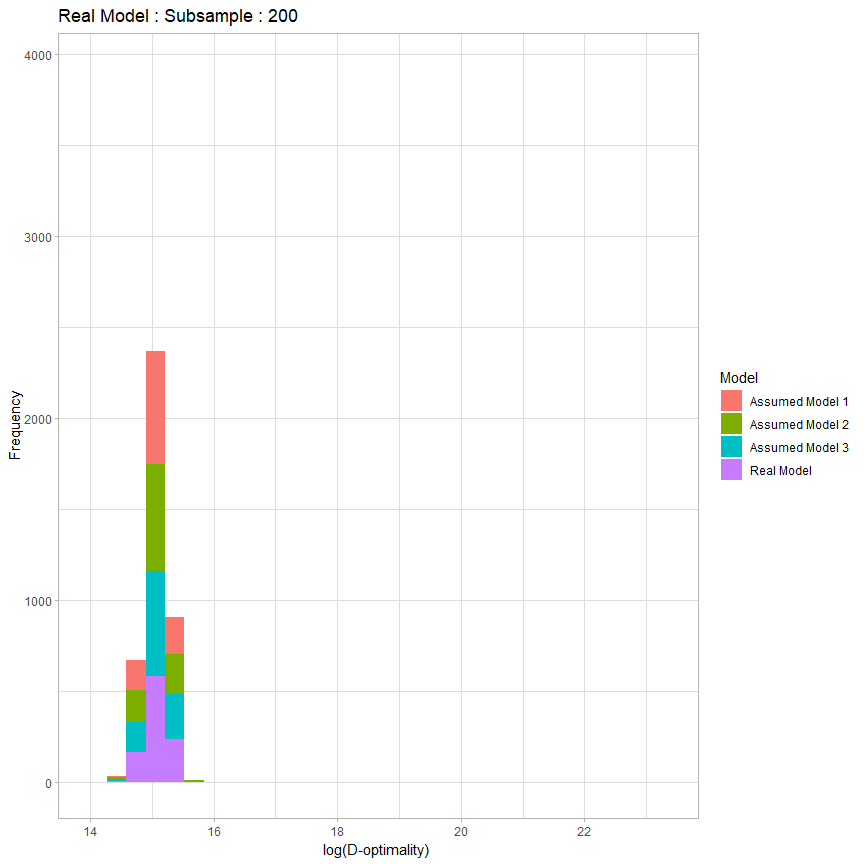 Real Model : Subsample : 200
4000
3000
2000
1000
0
Frequency
14 16 18 20 22
log(D-optimality)
Model
Assumed Model 1
Assumed Model 2
Assumed Model 3
Real Model